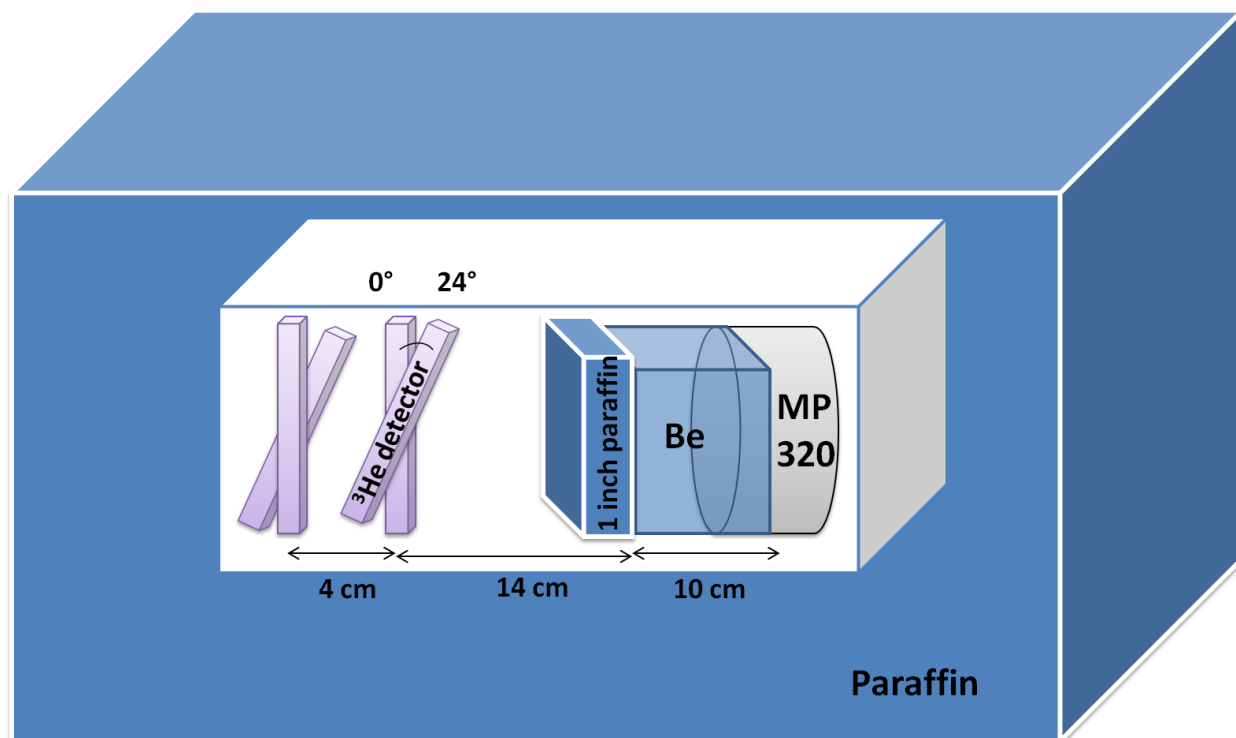 0° 24°
³He detector
1 inch paraffin
Be
MP
320
4 cm 14 cm 10 cm
Paraffin